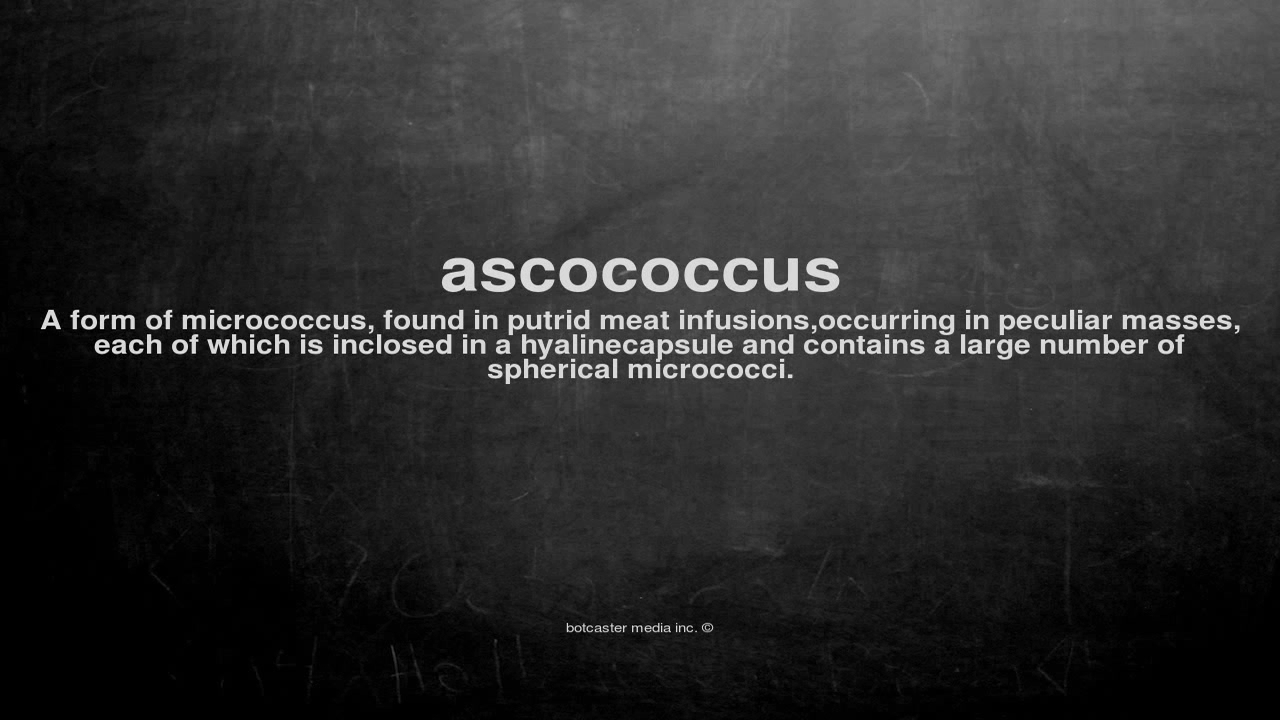 ascococcus
A form of micrococcus, found in putrid meat infusions,occurring in peculiar masses,
each of which is inclosed in a hyalinecapsule and contains a large number of
spherical micrococci.
botcaster media inc. ©